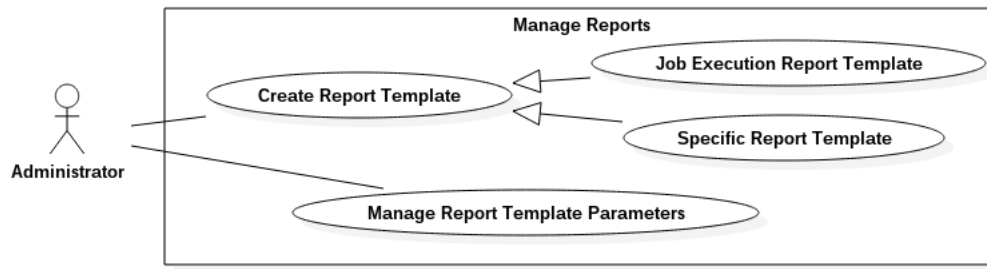 Manage Reports
Job Execution Report Template
Create Report Template
Specific Report Template
Administrator
Manage Report Template Parameters